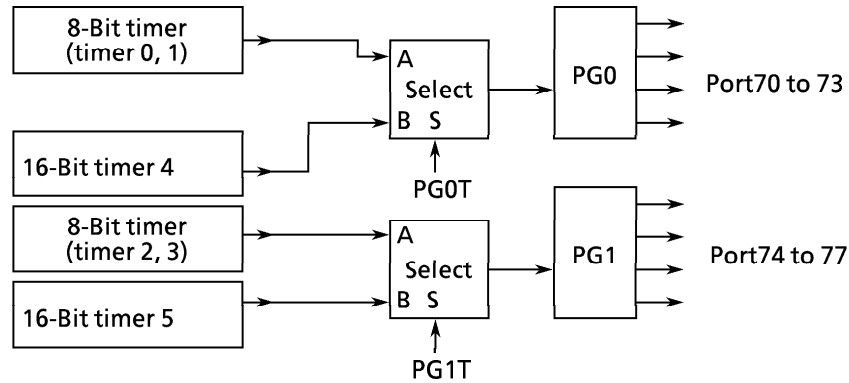 8-Bit timer
(timer 0, 1)
A
Select
B S
PG0
Port70 to 73
16-Bit timer 4
PG0T
8-Bit timer
(timer 2, 3)
A
Select
B S
PG1
Port74 to 77
16-Bit timer 5
PG1T